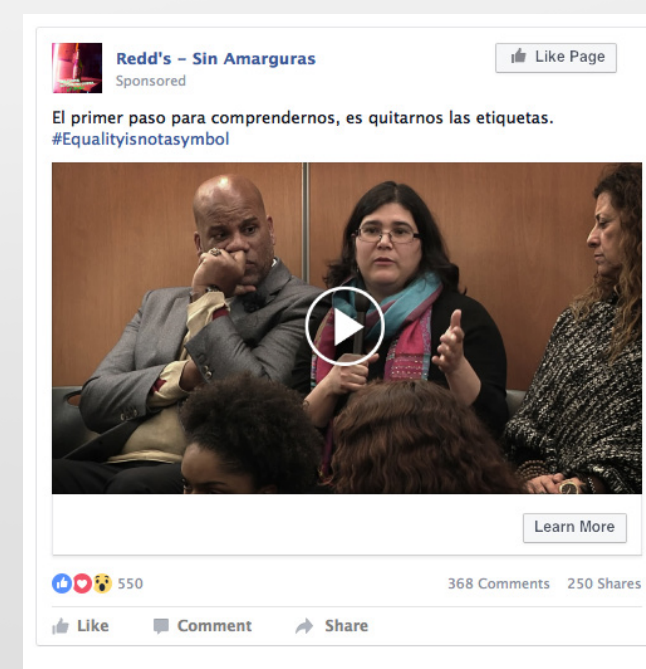 Redd's – Sin Amarguras
Like Page
Sponsored
El primer paso para comprendernos, es quitarnos las etiquetas.
#Equalityisnotasymbol
Learn More
550
368 Comments 250 Shares
Like Comment Share